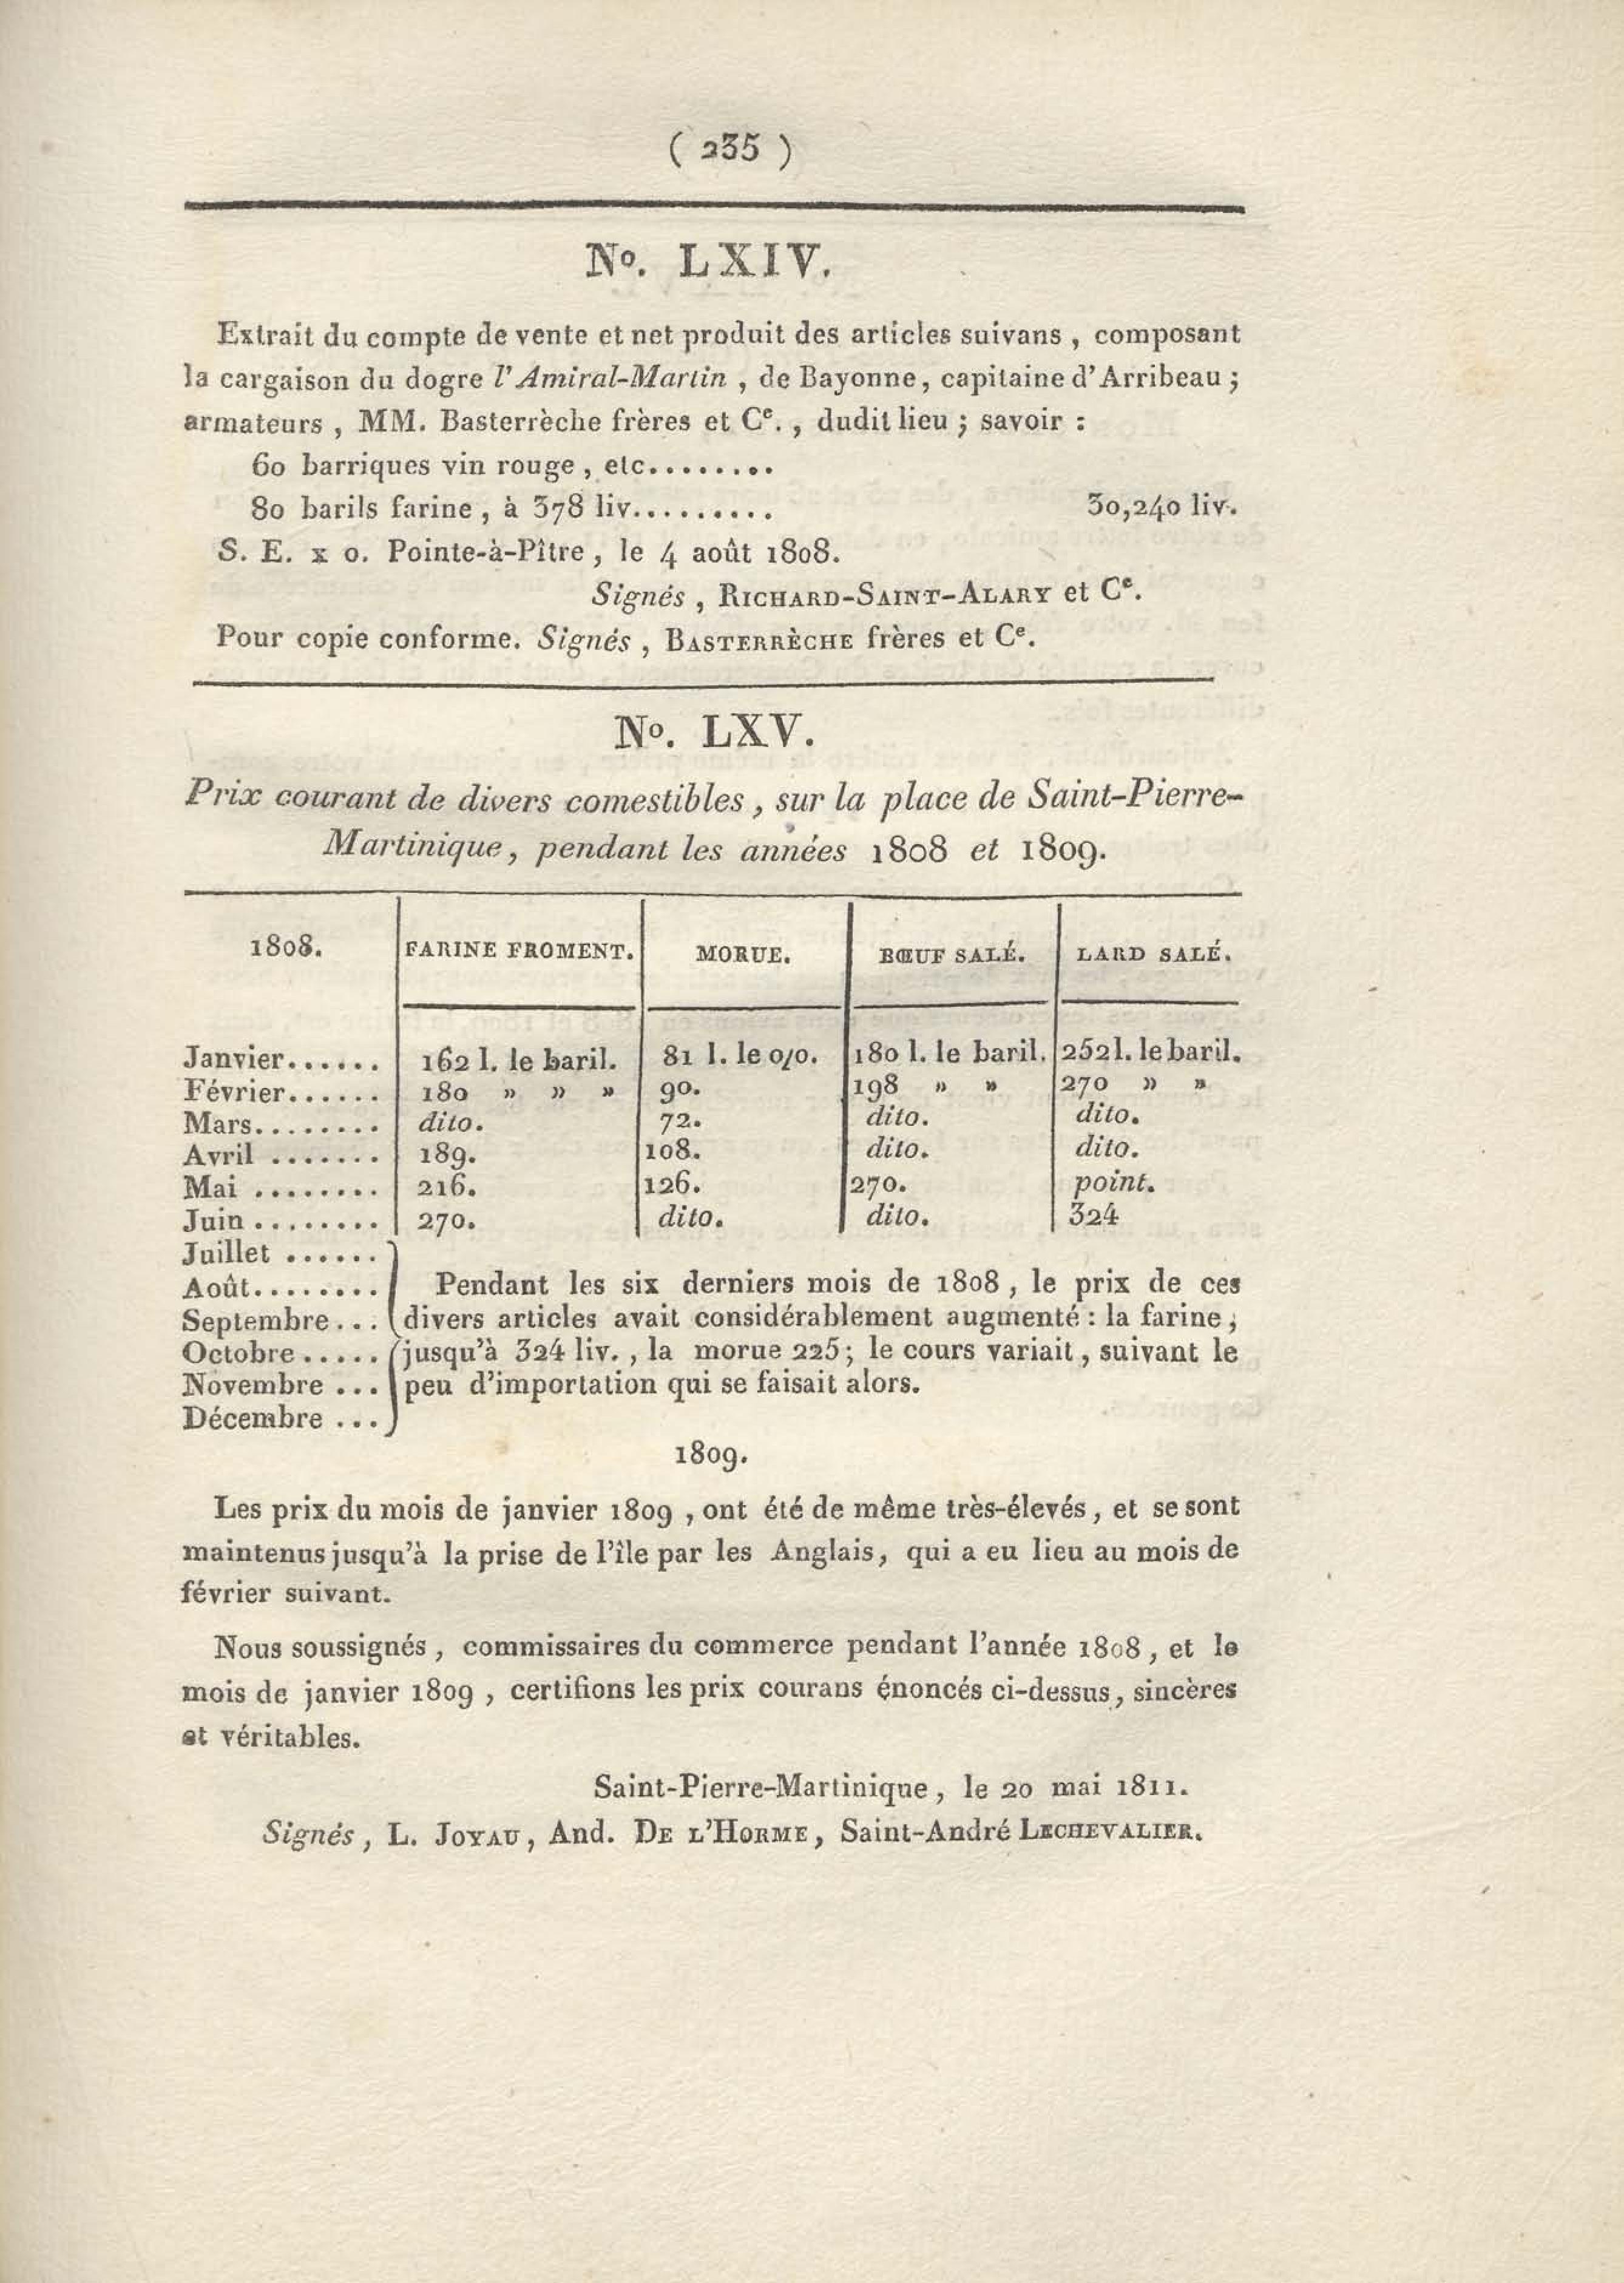 ( 235 )
N°. LXIV.
Extrait du compte de vente et net produit des articles suivans , composant
la cargaison du dogre l'Amiral-Martin , de Bayonne, capitaine d'Arribeau ;
armateurs , MM. Basterrèche frères et Cᵉ. , dudit lieu ; savoir :
60 barriques vin rouge , etc........
80 barils farine , à 378 liv......... 30,240 liv.
S. E. x o. Pointe-à-Pître , le 4 août 1808.
Signés , RICHARD-SAINT-ALARY et Cᵉ.
Pour copie conforme. Signés , BASTERRÈCHE frères et Cᵉ.
N°. LXV.
Prix courant de divers comestibles , sur la place de Saint-Pierre-
Martinique, pendant les années 1808 et 1809.
1808. FARINE FROMENT. MORUE. BŒUF SALÉ. LARD SALÉ.
Janvier...... 162 l. le baril. 81 l. le 0/0. 180 l. le baril. 252 l. le baril.
Février...... 180 » » » 90. 198 » » 270 » »
Mars........ dito. 72. dito. dito.
Avril ....... 189. 108. dito. dito.
Mai ........ 216. 126. 270. point.
Juin ........ 270. dito. dito. 324
Juillet ......
Août........ Pendant les six derniers mois de 1808 , le prix de ces
Septembre... divers articles avait considérablement augmenté : la farine ,
Octobre ..... jusqu'à 324 liv. , la morue 225 ; le cours variait , suivant le
Novembre ... peu d'importation qui se faisait alors.
Décembre ...
1809.
Les prix du mois de janvier 1809 , ont été de même très-élevés , et se sont
maintenus jusqu'à la prise de l'île par les Anglais, qui a eu lieu au mois de
février suivant.
Nous soussignés , commissaires du commerce pendant l'année 1808 , et le
mois de janvier 1809 , certifions les prix courans énoncés ci-dessus, sincères
et véritables.
Saint-Pierre-Martinique , le 20 mai 1811.
Signés , L. JOYAU, And. DE L'HORME, Saint-André LECHEVALIER.